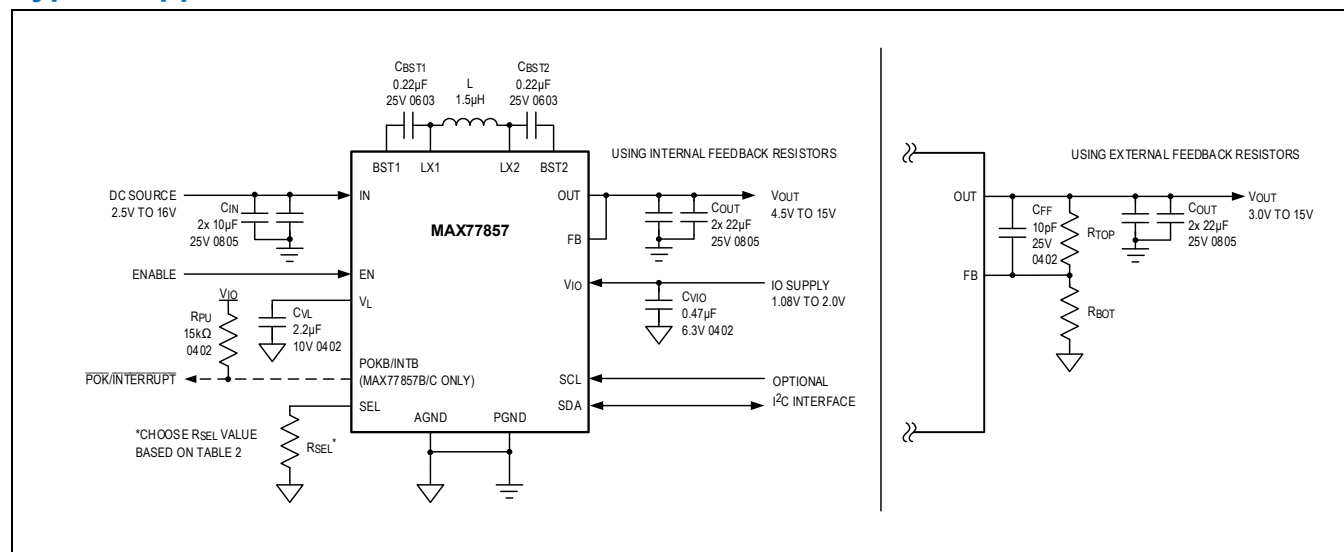 CBST1
0.22µF
25V 0603
L
1.5µH
CBST2
0.22µF
25V 0603
BST1
LX1
LX2
BST2
USING INTERNAL FEEDBACK RESISTORS
DC SOURCE
2.5V TO 16V
CIN
2x 10µF
25V 0805
IN
MAX77857
OUT
FB
COUT
2x 22µF
25V 0805
VOUT
4.5V TO 15V
ENABLE
EN
VIO
RPU
15kΩ
0402
CVL
2.2µF
10V 0402
VL
VIO
CVIO
0.47µF
6.3V 0402
IO SUPPLY
1.08V TO 2.0V
POK/INTERRUPT
POKB/INTB
(MAX77857B/C ONLY)
SEL
SCL
SDA
OPTIONAL
I2C INTERFACE
*CHOOSE RSEL VALUE
BASED ON TABLE 2
RSEL*
AGND
PGND
USING EXTERNAL FEEDBACK RESISTORS
OUT
FB
CFF
10pF
25V
0402
RTOP
RBOT
COUT
2x 22µF
25V 0805
VOUT
3.0V TO 15V